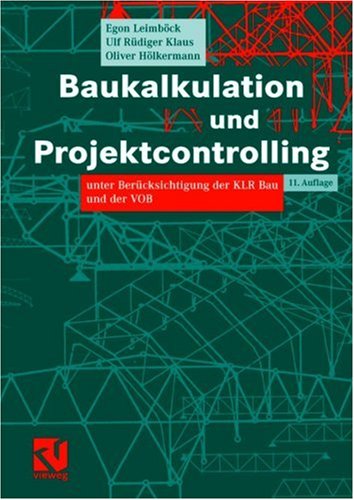 Egon Leimböck
Ulf Rüdiger Klaus
Oliver Hölkermann
Baukalkulation
und
Projektcontrolling
unter Berücksichtigung der KLR Bau
und der VOB
11. Auflage
vieweg